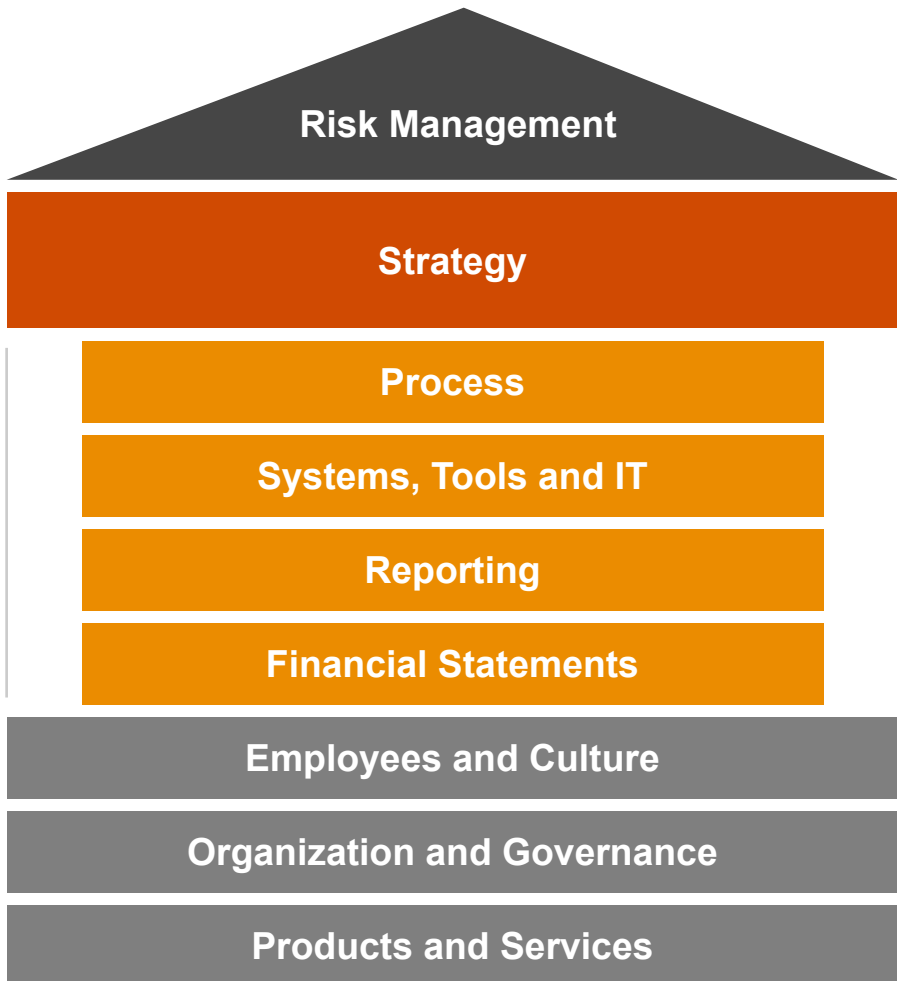 Risk Management
Strategy
Process
Systems, Tools and IT
Reporting
Financial Statements
Employees and Culture
Organization and Governance
Products and Services